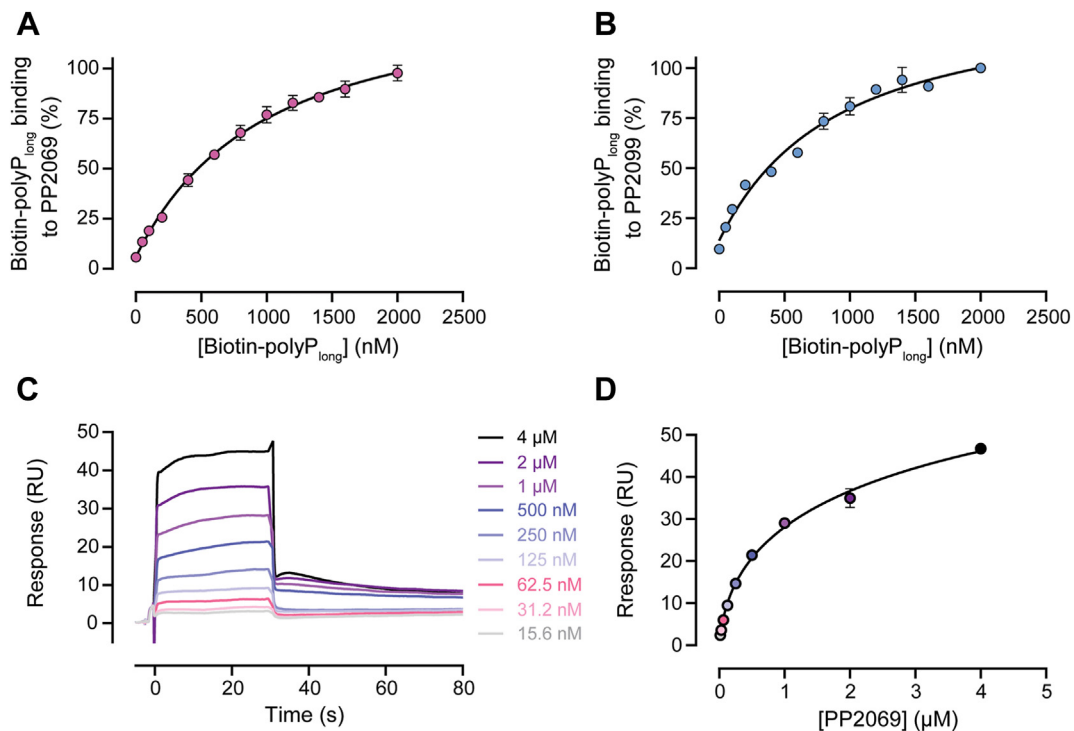 A
Biotin-polyPlong binding
to PP2069 (%)
100
75
50
25
0
0 500 1000 1500 2000 2500
[Biotin-polyPlong] (nM)
B
Biotin-polyPlong binding
to PP2099 (%)
100
75
50
25
0
0 500 1000 1500 2000 2500
[Biotin-polyPlong] (nM)
C
Response (RU)
50
40
30
20
10
0
0 20 40 60 80
Time (s)
4 µM
2 µM
1 µM
500 nM
250 nM
125 nM
62.5 nM
31.2 nM
15.6 nM
D
Rresponse (RU)
50
40
30
20
10
0
0 1 2 3 4 5
[PP2069] (µM)